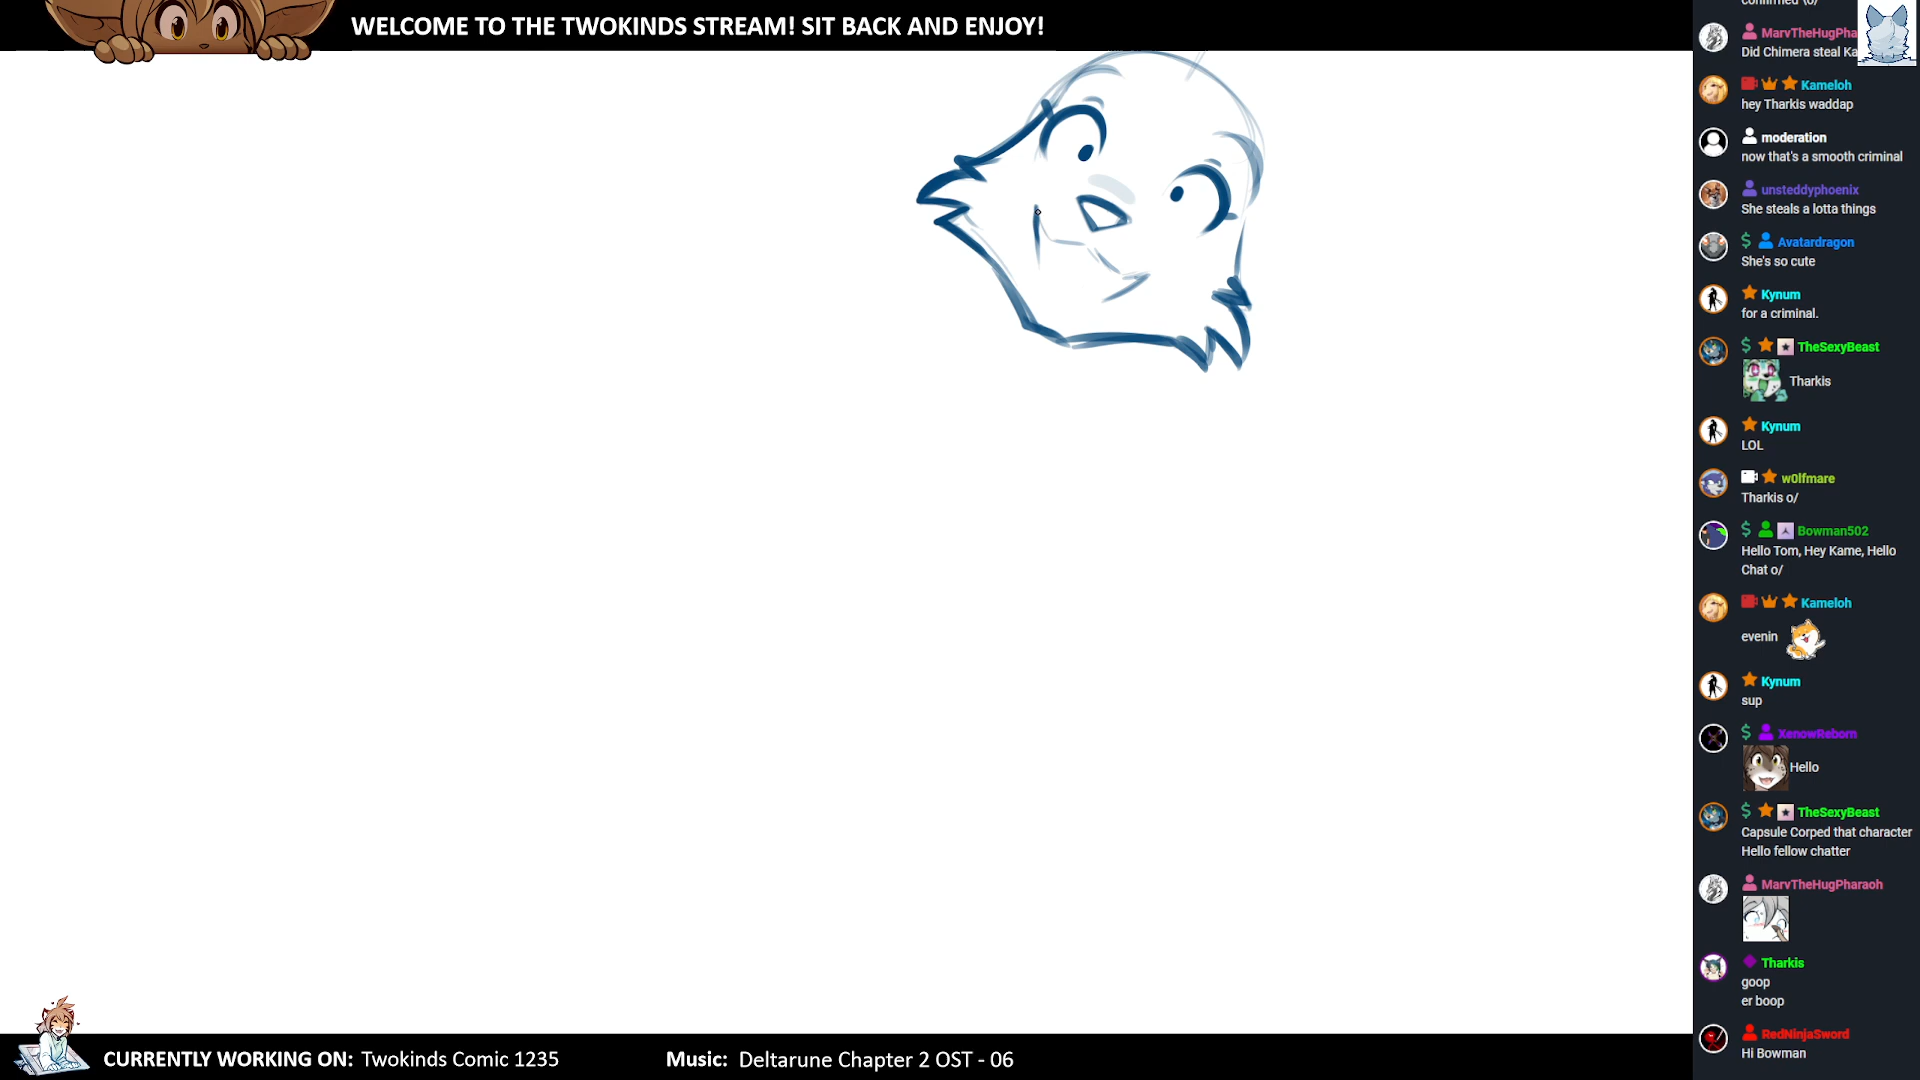 WELCOME TO THE TWOKINDS STREAM! SIT BACK AND ENJOY!
MarvTheHugPha
Did Chimera steal Ka
Kameloh
hey Tharkis waddap
moderation
now that's a smooth criminal
unsteddyphoenix
She steals a lotta things
Avatardragon
She's so cute
Kynum
for a criminal.
TheSexyBeast
Tharkis
Kynum
LOL
w0lfmare
Tharkis o/
Bowman502
Hello Tom, Hey Kame, Hello
Chat o/
Kameloh
evenin
Kynum
sup
XenowReborn
Hello
TheSexyBeast
Capsule Corped that character
Hello fellow chatter
MarvTheHugPharaoh
Tharkis
goop
er boop
RedNinjaSword
Hi Bowman
CURRENTLY WORKING ON: Twokinds Comic 1235
Music: Deltarune Chapter 2 OST - 06